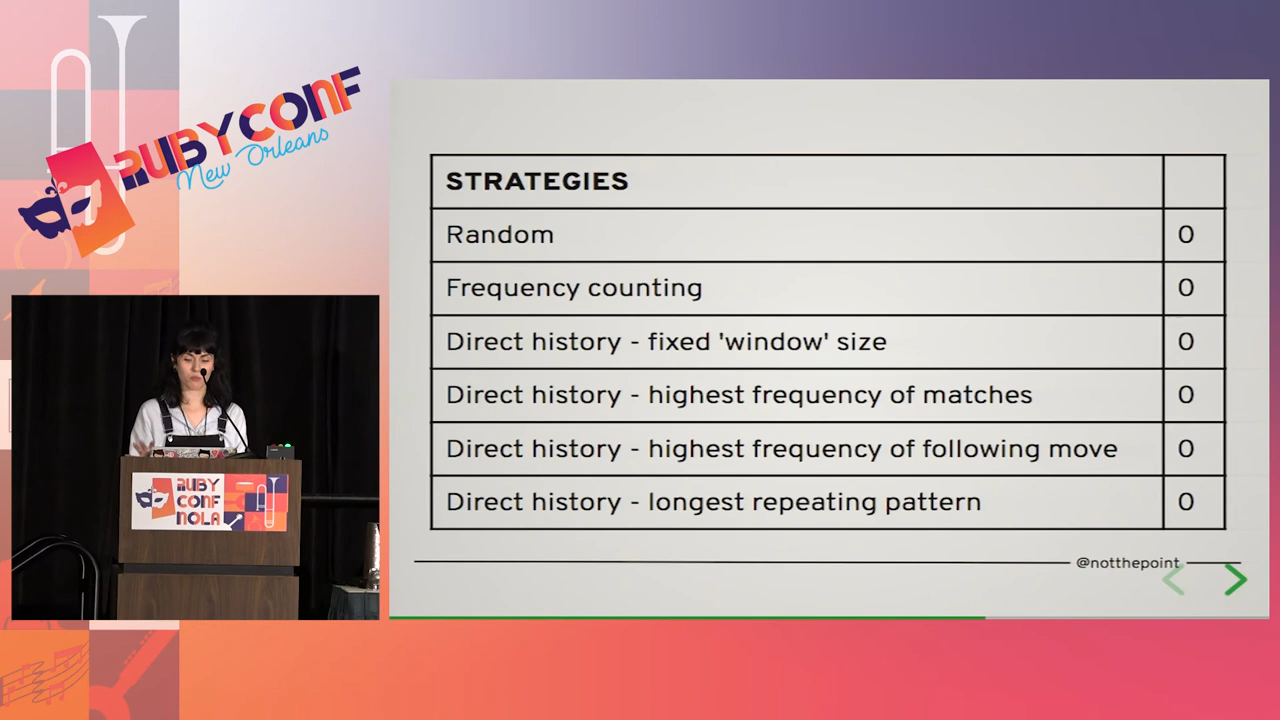 RUBYCONF
New Orleans
STRATEGIES
Random 0
Frequency counting 0
Direct history - fixed 'window' size 0
Direct history - highest frequency of matches 0
Direct history - highest frequency of following move 0
Direct history - longest repeating pattern 0
@notthepoint
RUBY
CONF
NOLA